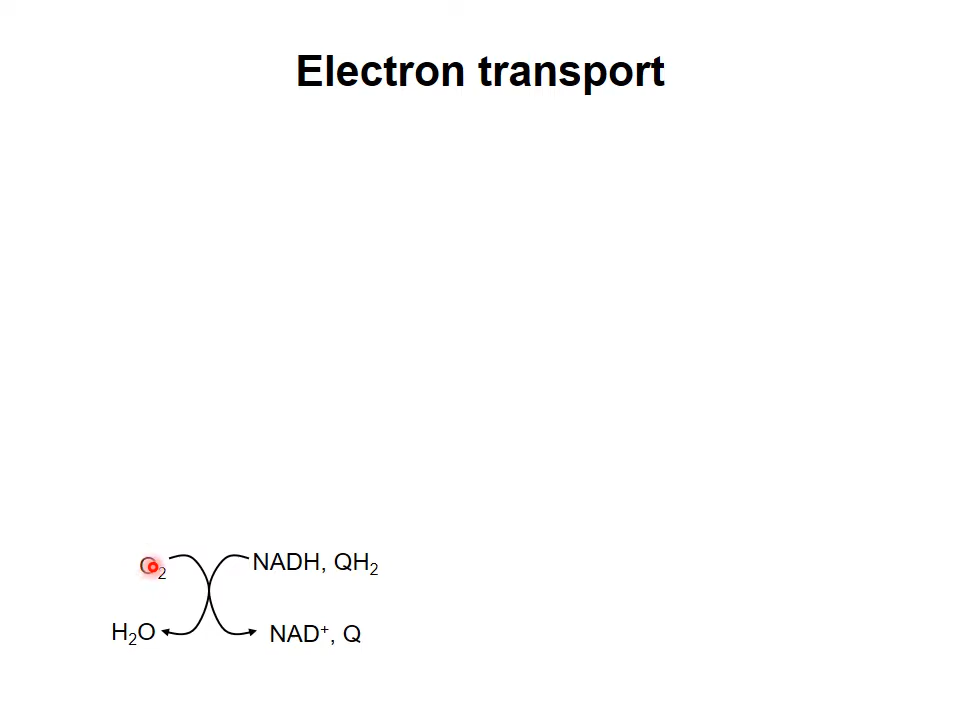 Electron transport
O₂ NADH, QH₂
H₂O NAD⁺, Q